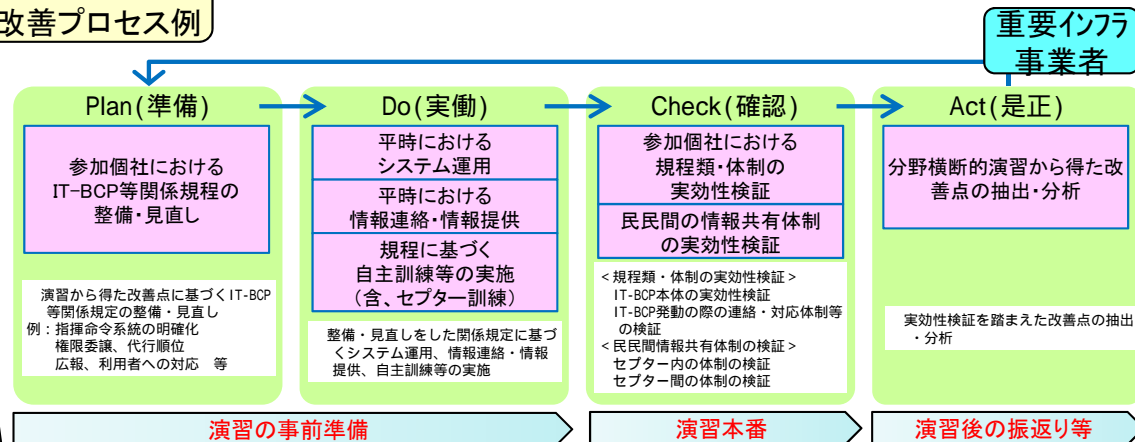 改善プロセス例
重要インフラ
事業者
Plan(準備)
参加個社における
IT-BCP等関係規程の
整備・見直し
演習から得た改善点に基づくIT-BCP
等関係規定の整備・見直し
例：指揮命令系統の明確化
権限委譲、代行順位
広報、利用者への対応　等
Do(実働)
平時における
システム運用
平時における
情報連絡・情報提供
規程に基づく
自主訓練等の実施
（含、セプター訓練）
整備・見直しをした関係規定に基づ
くシステム運用、情報連絡・情報
提供、自主訓練等の実施
Check(確認)
参加個社における
規程類・体制の
実効性検証
民民間の情報共有体制
の実効性検証
＜規程類・体制の実効性検証＞
IT-BCP本体の実効性検証
IT-BCP発動の際の連絡・対応体制等
の検証
＜民民間情報共有体制の検証＞
セプター内の体制の検証
セプター間の体制の検証
Act(是正)
分野横断的演習から得た改
善点の抽出・分析
実効性検証を踏まえた改善点の抽出
・分析
演習の事前準備
演習本番
演習後の振返り等